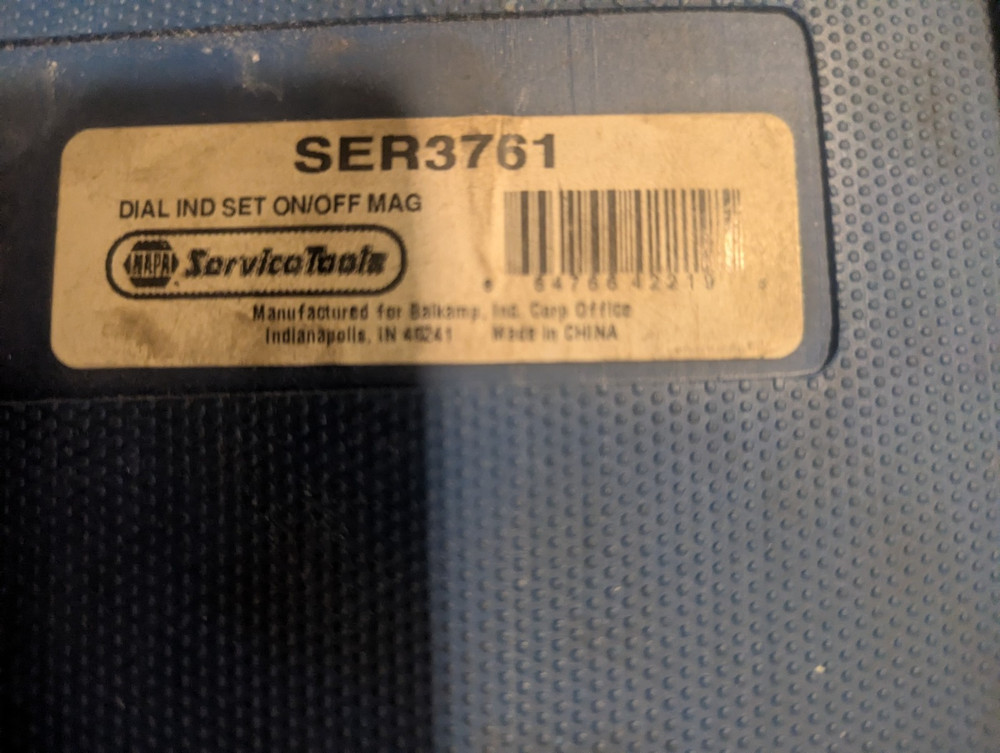 SER3761
DIAL IND SET ON/OFF MAG
NAPA ServiceTools
Manufactured for Balkamp, Inc. Corp Office
Indianapolis, IN 46241 Made in CHINA